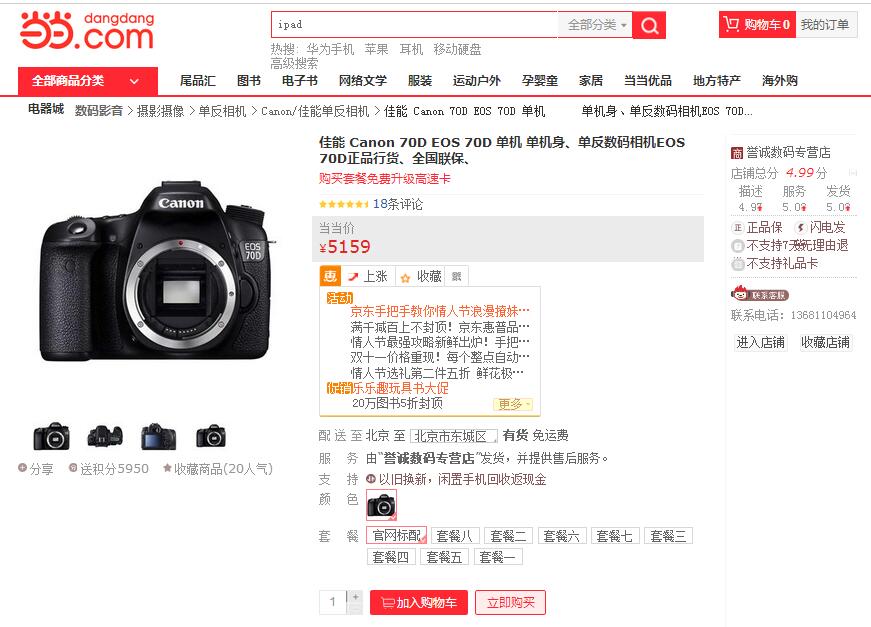 当当 dangdang
.com
ipad 全部分类
购物车 0 我的订单
热搜: 华为手机 苹果 耳机 移动硬盘
高级搜索
全部商品分类 尾品汇 图书 电子书 网络文学 服装 运动户外 孕婴童 家居 当当优品 地方特产 海外购
电器城 数码影音 > 摄影摄像 > 单反相机 > Canon/佳能单反相机 > 佳能 Canon 70D EOS 70D 单机 单机身、单反数码相机EOS 70D...
佳能 Canon 70D EOS 70D 单机 单机身、单反数码相机EOS
70D正品行货、全国联保、
购买套餐免费升级高速卡
18条评论
当当价
¥5159
惠 上涨 收藏
活动
京东手把手教你情人节浪漫撞妹···
满千减百上不封顶! 京东惠普品···
情人节最强攻略新鲜出炉! 手把···
双十一价格重现! 每个整点自动···
情人节选礼第二件五折 鲜花极···
促销 乐乐趣玩具书大促
20万图书5折封顶 更多
配 送 至 北京 至 北京市东城区 有货 免运费
服 务 由“誉诚数码专营店”发货，并提供售后服务。
支 持 以旧换新，闲置手机回收返现金
颜 色
套 餐 官网标配 套餐八 套餐二 套餐六 套餐七 套餐三
套餐四 套餐五 套餐一
1 + 加入购物车 立即购买
Canon
EOS
70D
分享 送积分5950 收藏商品(20人气)
商 誉诚数码专营店
店铺总分 4.99 分
描述 服务 发货
4.9 5.0 5.0
正 正品保 闪电发
不支持7天无理由退
不支持礼品卡
联系客服
联系电话: 13681104964
进入店铺 收藏店铺